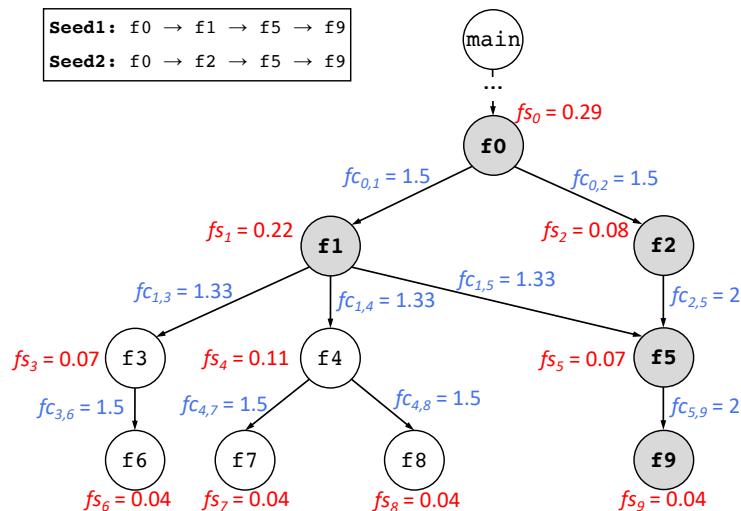 Seed1: f0 → f1 → f5 → f9
Seed2: f0 → f2 → f5 → f9
main
...
fs0 = 0.29
f0
fc0,1 = 1.5
fc0,2 = 1.5
fs1 = 0.22
f1
fs2 = 0.08
f2
fc1,3 = 1.33
fc1,4 = 1.33
fc1,5 = 1.33
fc2,5 = 2
fs3 = 0.07
f3
fs4 = 0.11
f4
fs5 = 0.07
f5
fc3,6 = 1.5
fc4,7 = 1.5
fc4,8 = 1.5
fc5,9 = 2
f6
f7
f8
f9
fs6 = 0.04
fs7 = 0.04
fs8 = 0.04
fs9 = 0.04